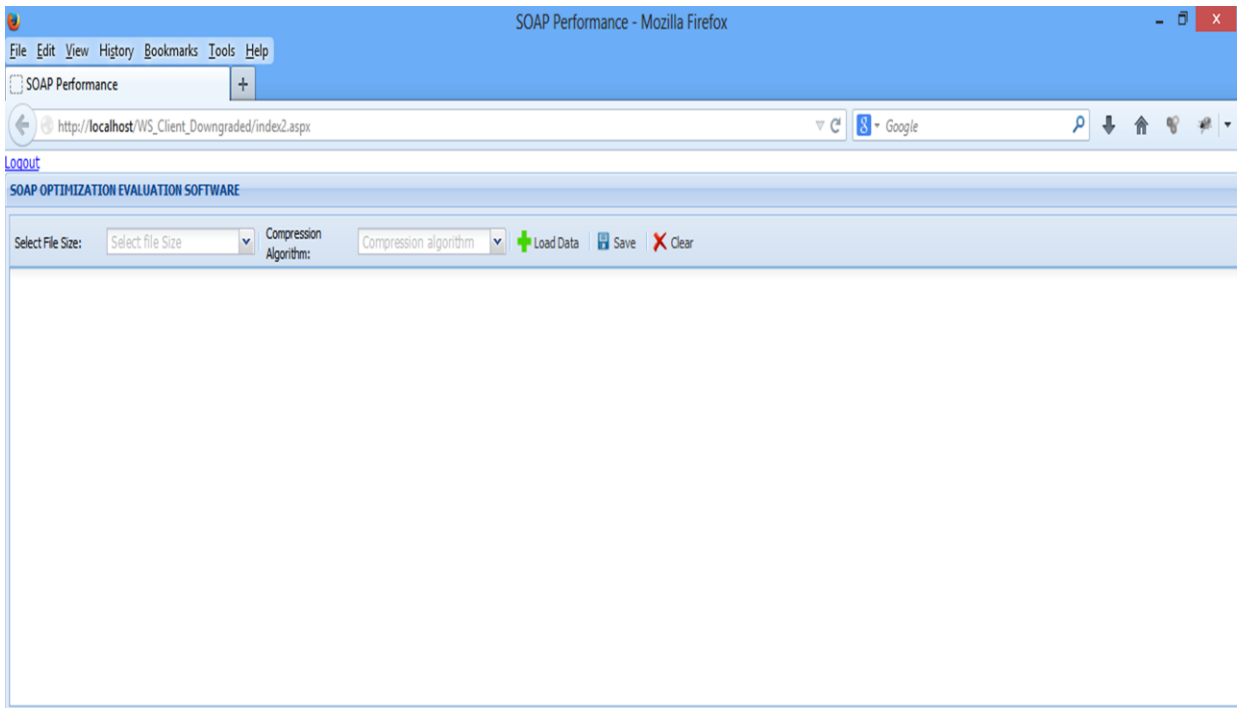 SOAP Performance - Mozilla Firefox
File Edit View History Bookmarks Tools Help
SOAP Performance
http://localhost/WS_Client_Downgraded/index2.aspx
Google
Logout
SOAP OPTIMIZATION EVALUATION SOFTWARE
Select File Size: Select file Size Compression Algorithm: Compression algorithm Load Data Save Clear